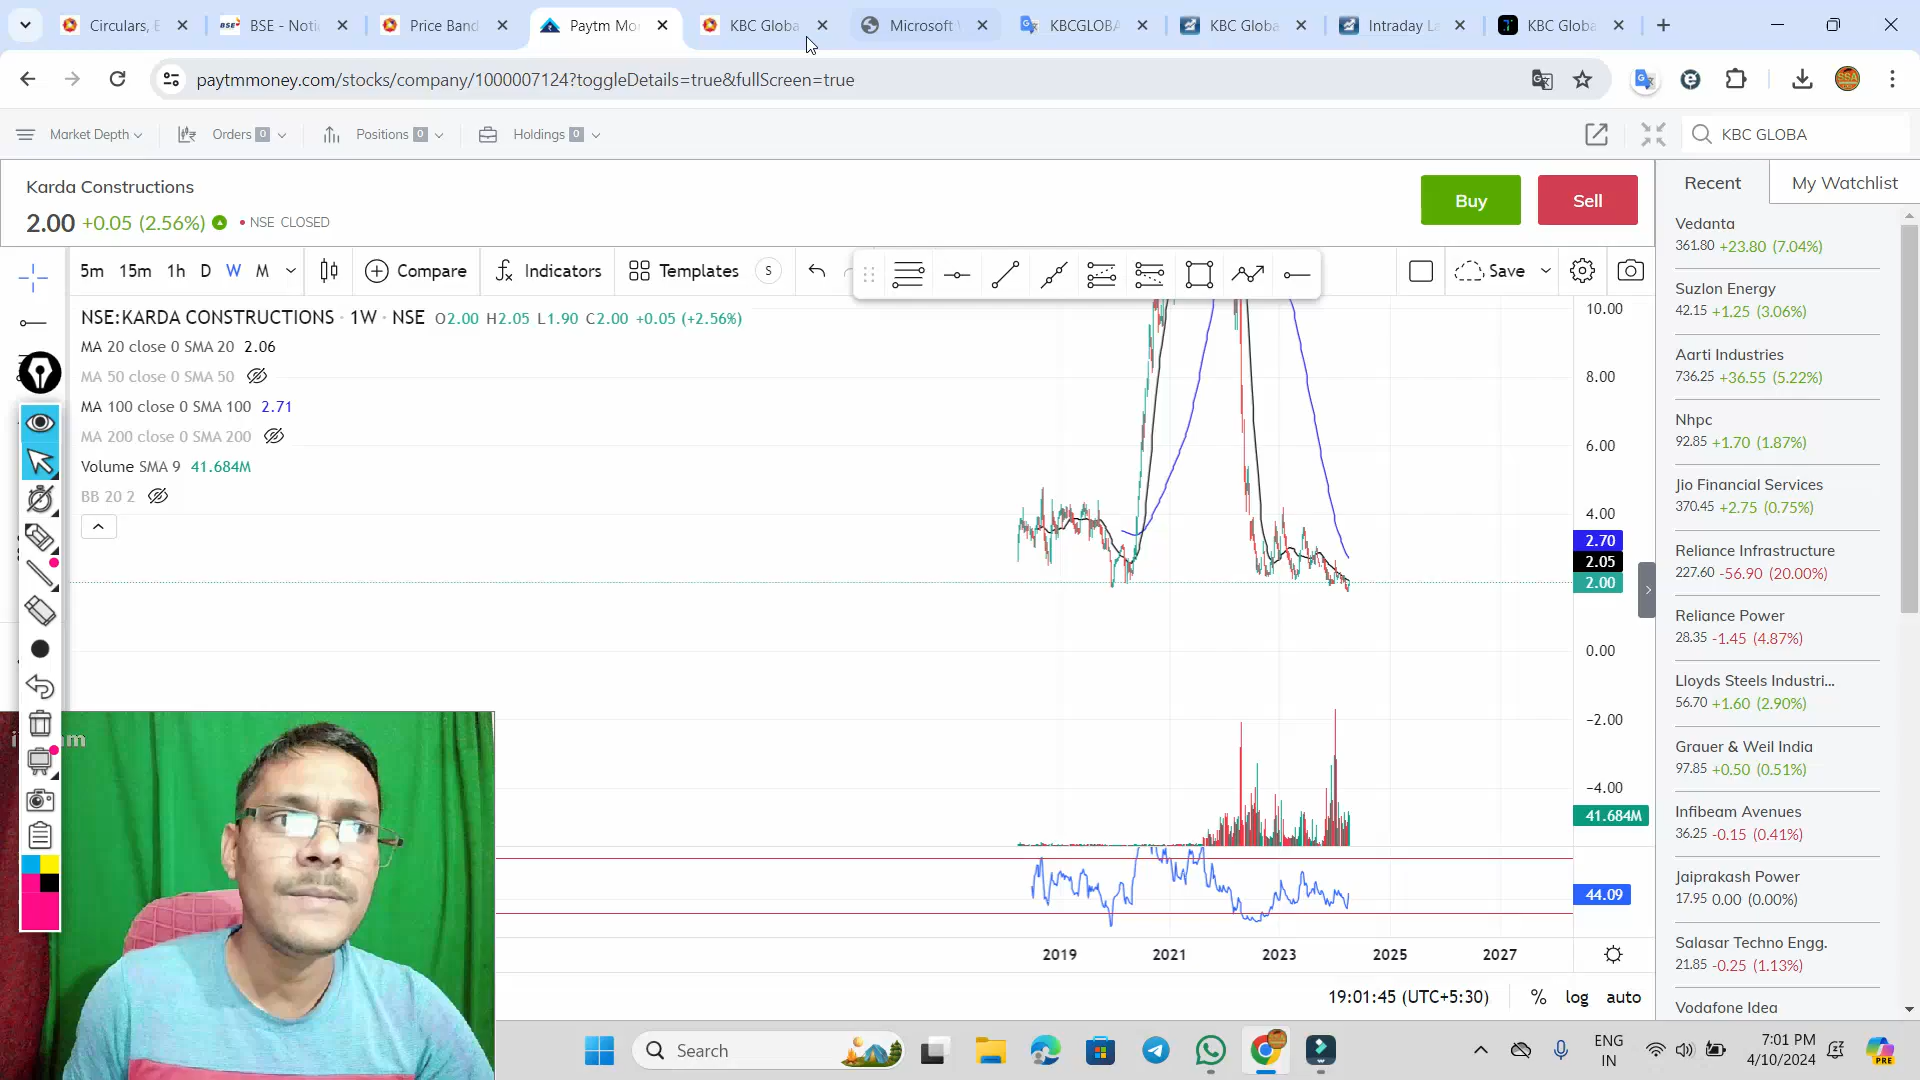 Circulars, E
BSE - Noti
Price Band
Paytm Mo
KBC Globa
Microsoft
KBCGLOBA
KBC Globa
Intraday L
KBC Globa
paytmmoney.com/stocks/company/1000007124?toggleDetails=true&fullScreen=true
Market Depth
Orders 0
Positions 0
Holdings 0
KBC GLOBA
Karda Constructions
2.00 +0.05 (2.56%) • NSE CLOSED
Buy
Sell
Recent
My Watchlist
5m 15m 1h D W M
Compare
Indicators
Templates
S
Save
NSE:KARDA CONSTRUCTIONS · 1W · NSE O2.00 H2.05 L1.90 C2.00 +0.05 (+2.56%)
MA 20 close 0 SMA 20 2.06
MA 50 close 0 SMA 50
MA 100 close 0 SMA 100 2.71
MA 200 close 0 SMA 200
Volume SMA 9 41.684M
BB 20 2
10.00
8.00
6.00
4.00
2.70
2.05
2.00
0.00
−2.00
−4.00
41.684M
44.09
2019 2021 2023 2025 2027
19:01:45 (UTC+5:30) % log auto
Vedanta
361.80 +23.80 (7.04%)
Suzlon Energy
42.15 +1.25 (3.06%)
Aarti Industries
736.25 +36.55 (5.22%)
Nhpc
92.85 +1.70 (1.87%)
Jio Financial Services
370.45 +2.75 (0.75%)
Reliance Infrastructure
227.60 -56.90 (20.00%)
Reliance Power
28.35 -1.45 (4.87%)
Lloyds Steels Industri...
56.70 +1.60 (2.90%)
Grauer & Weil India
97.85 +0.50 (0.51%)
Infibeam Avenues
36.25 -0.15 (0.41%)
Jaiprakash Power
17.95 0.00 (0.00%)
Salasar Techno Engg.
21.85 -0.25 (1.13%)
Vodafone Idea
Search
ENG
IN
7:01 PM
4/10/2024
PRE